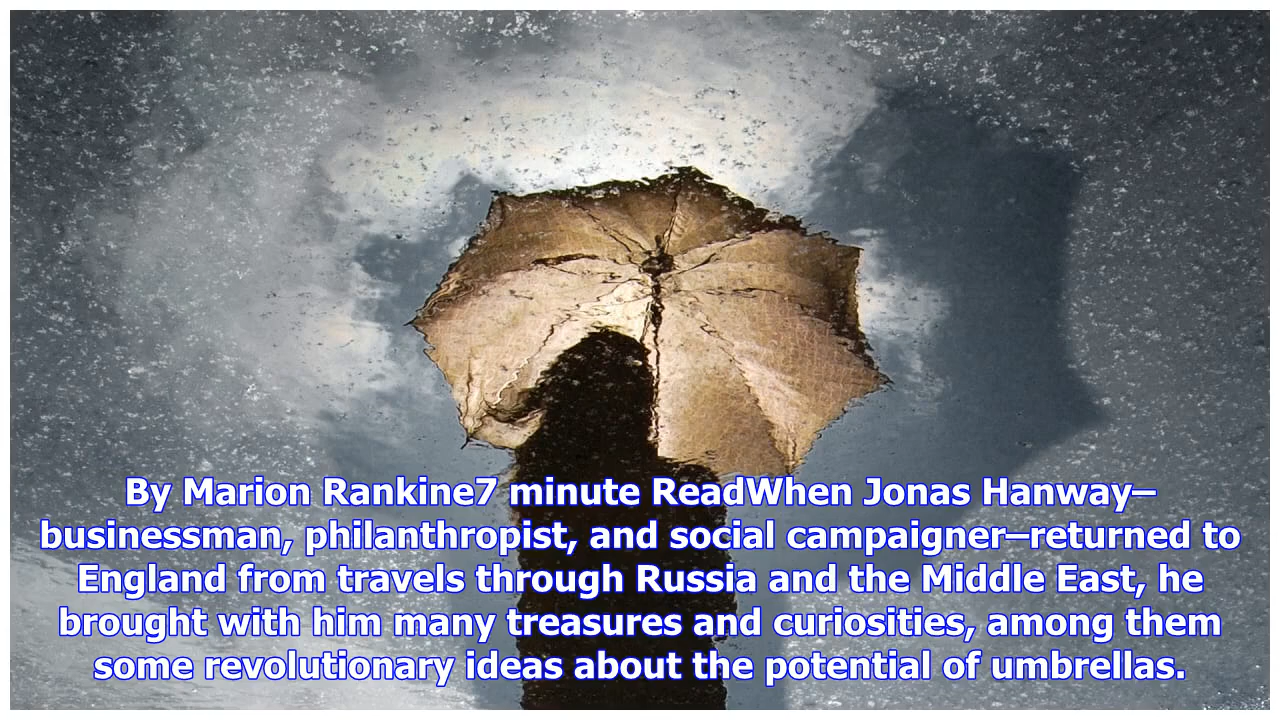 By Marion Rankine7 minute ReadWhen Jonas Hanway–
businessman, philanthropist, and social campaigner–returned to
England from travels through Russia and the Middle East, he
brought with him many treasures and curiosities, among them
some revolutionary ideas about the potential of umbrellas.